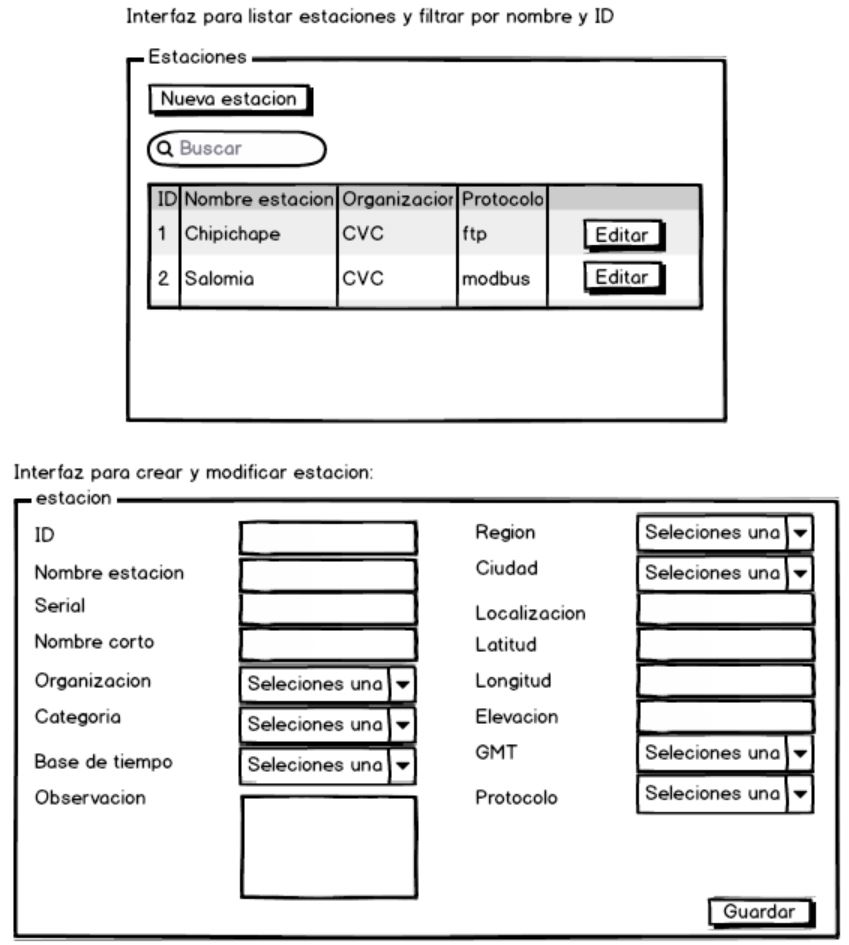 Interfaz para listar estaciones y filtrar por nombre y ID
Estaciones
Nueva estacion
Buscar
ID Nombre estacion Organizacion Protocolo
1 Chipichape CVC ftp Editar
2 Salomia CVC modbus Editar
Interfaz para crear y modificar estacion:
estacion
ID
Nombre estacion
Serial
Nombre corto
Organizacion Seleciones una
Categoria Seleciones una
Base de tiempo Seleciones una
Observacion
Region Seleciones una
Ciudad Seleciones una
Localizacion
Latitud
Longitud
Elevacion
GMT Seleciones una
Protocolo Seleciones una
Guardar